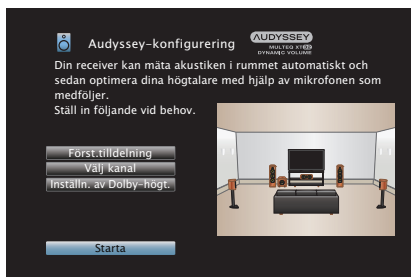 Audyssey-konfigurering
AUDYSSEY
MULTEQ XT32
DYNAMIC VOLUME
Din receiver kan mäta akustiken i rummet automatiskt och
sedan optimera dina högtalare med hjälp av mikrofonen som
medföljer.
Ställ in följande vid behov.
Först.tilldelning
Välj kanal
Inställn. av Dolby-högt.
Starta